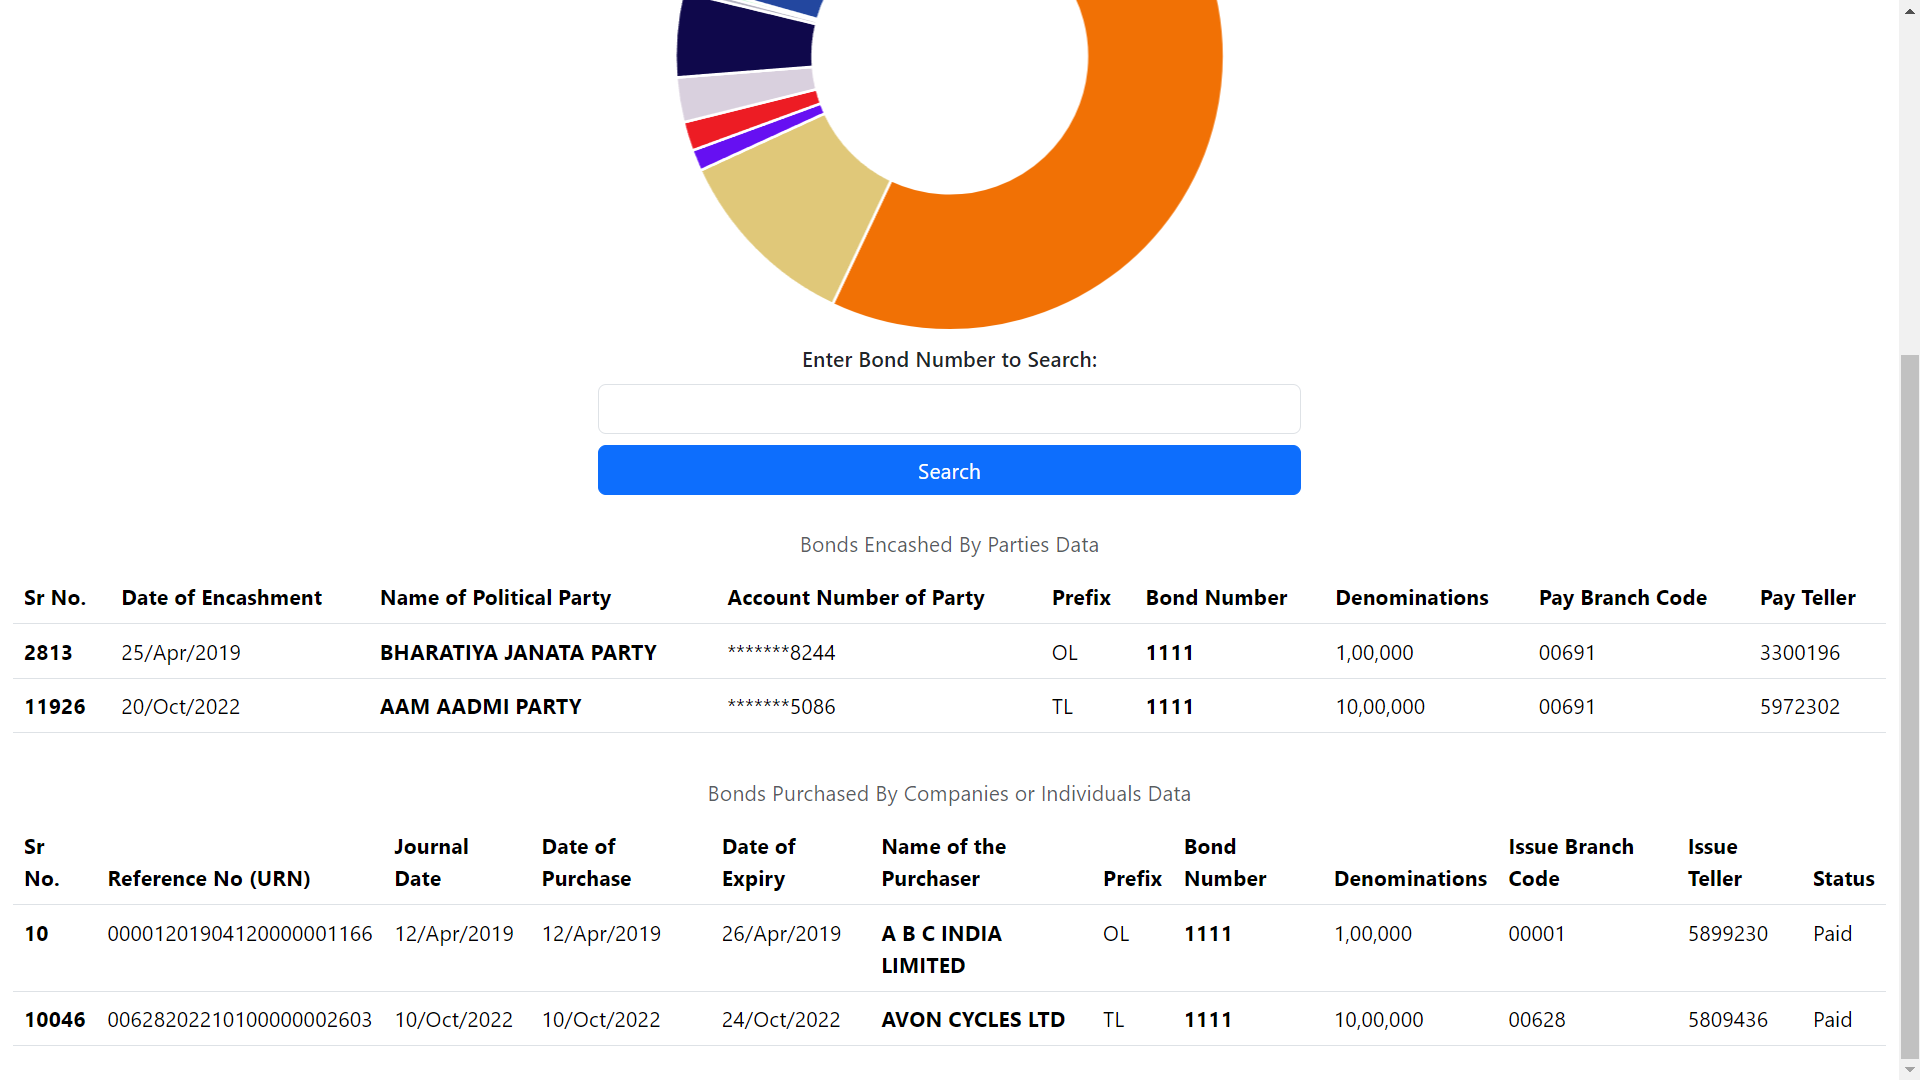 Enter Bond Number to Search:
Search
Bonds Encashed By Parties Data
Sr No. Date of Encashment Name of Political Party Account Number of Party Prefix Bond Number Denominations Pay Branch Code Pay Teller
2813 25/Apr/2019 BHARATIYA JANATA PARTY *******8244 OL 1111 1,00,000 00691 3300196
11926 20/Oct/2022 AAM AADMI PARTY *******5086 TL 1111 10,00,000 00691 5972302
Bonds Purchased By Companies or Individuals Data
Sr Journal Date of Date of Name of the Bond Issue Branch Issue
No. Reference No (URN) Date Purchase Expiry Purchaser Prefix Number Denominations Code Teller Status
10 00001201904120000001166 12/Apr/2019 12/Apr/2019 26/Apr/2019 A B C INDIA OL 1111 1,00,000 00001 5899230 Paid
LIMITED
10046 00628202210100000002603 10/Oct/2022 10/Oct/2022 24/Oct/2022 AVON CYCLES LTD TL 1111 10,00,000 00628 5809436 Paid